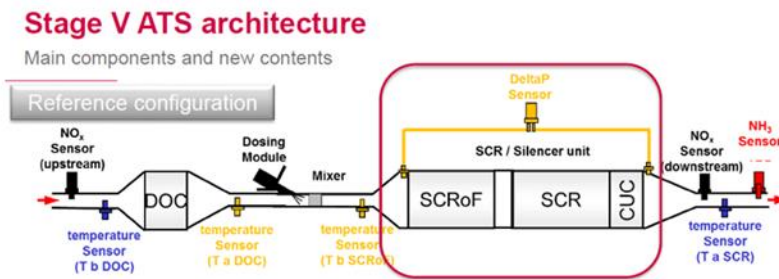 Stage V ATS architecture
Main components and new contents
Reference configuration
DeltaP
Sensor
NOx
Sensor
(upstream)
Dosing
Module
Mixer
SCR / Silencer unit
NOx
Sensor
(downstream)
NH3
Sensor
DOC
SCRoF
SCR
CUC
temperature
Sensor
(T b DOC)
temperature
Sensor
(T a DOC)
temperature
Sensor
(T b SCRoF)
temperature
Sensor
(T a SCR)